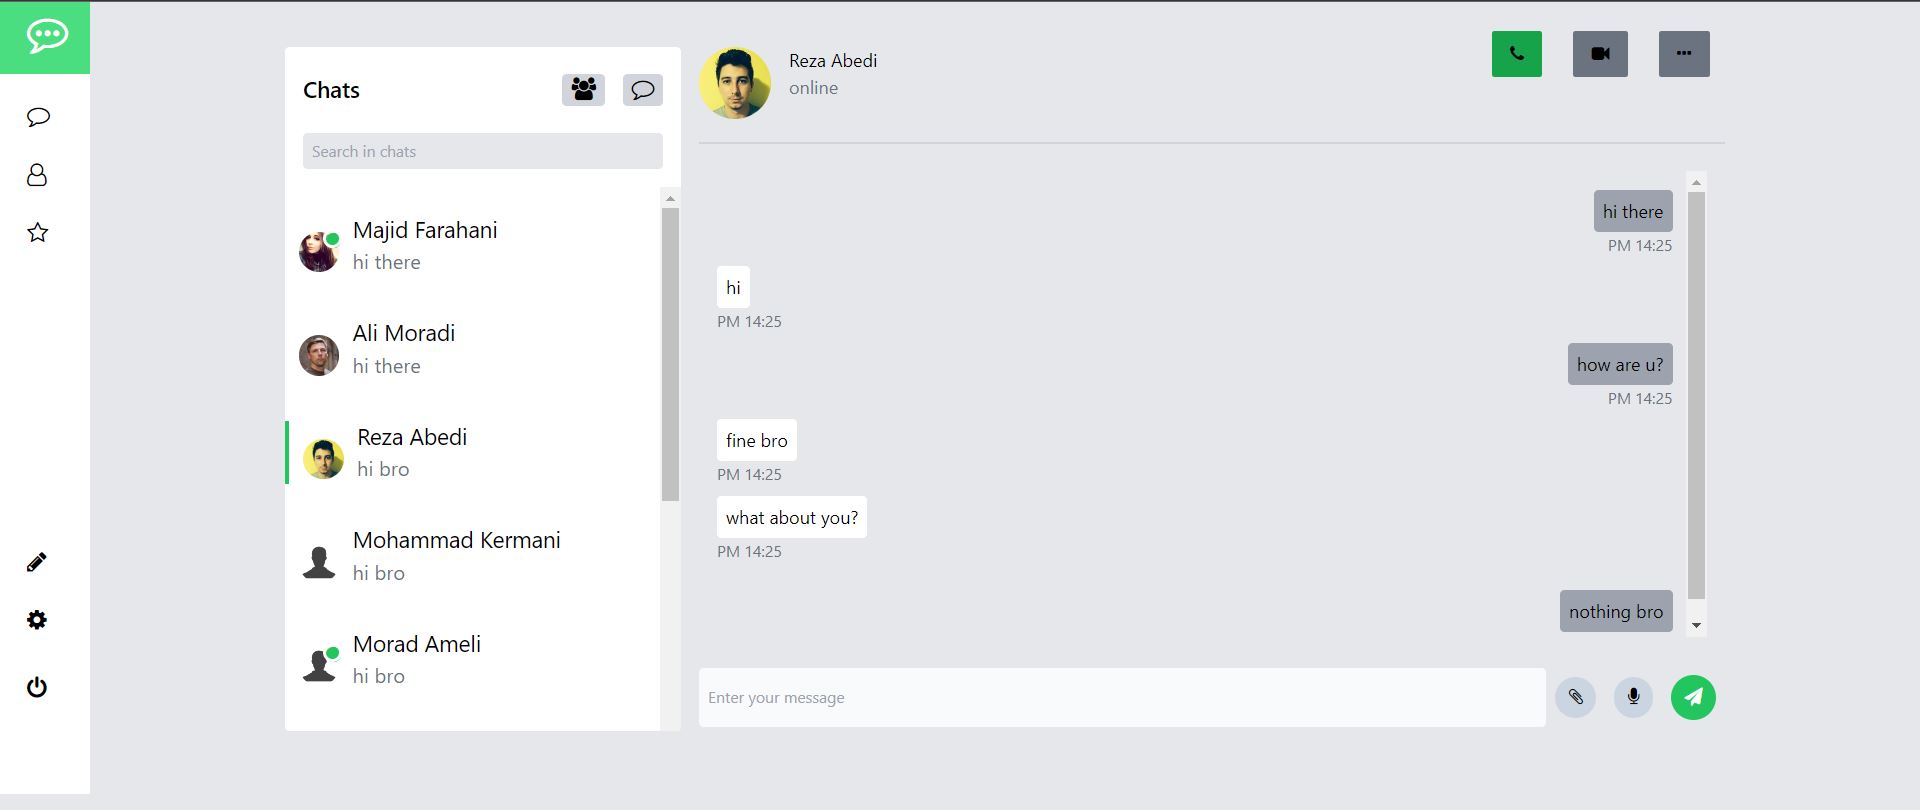 Chats
Search in chats
Majid Farahani
hi there
Ali Moradi
hi there
Reza Abedi
hi bro
Mohammad Kermani
hi bro
Morad Ameli
hi bro
Reza Abedi
online
hi there
PM 14:25
hi
PM 14:25
how are u?
PM 14:25
fine bro
PM 14:25
what about you?
PM 14:25
nothing bro
Enter your message